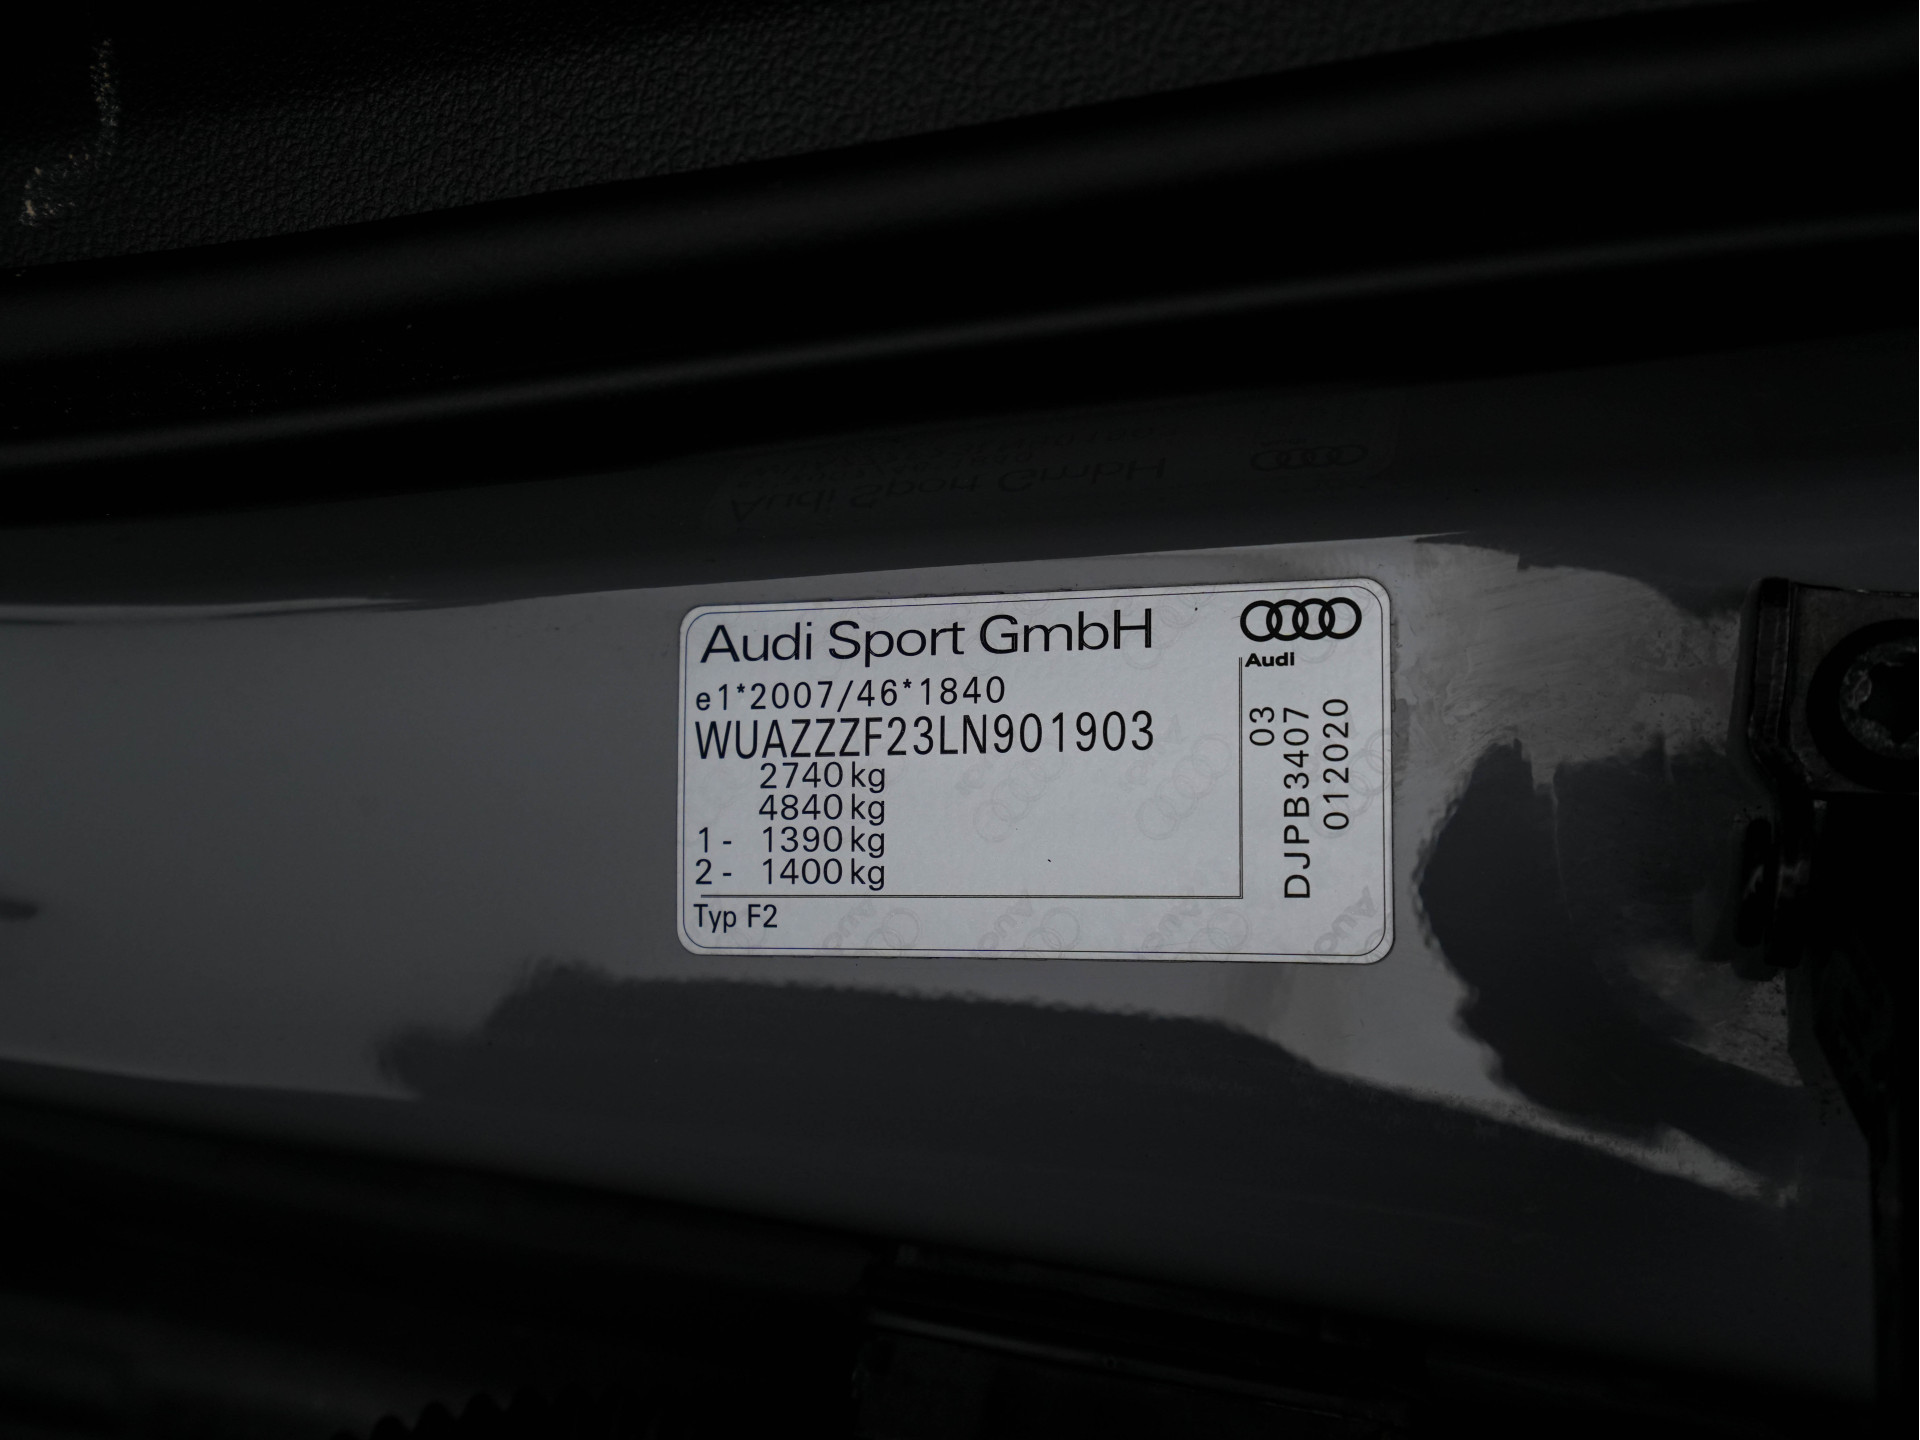 Audi Sport GmbH
Audi
e1*2007/46*1840
WUAZZZF23LN901903
2740 kg
4840 kg
1 - 1390 kg
2 - 1400 kg
Typ F2
03
DJPB3407
012020